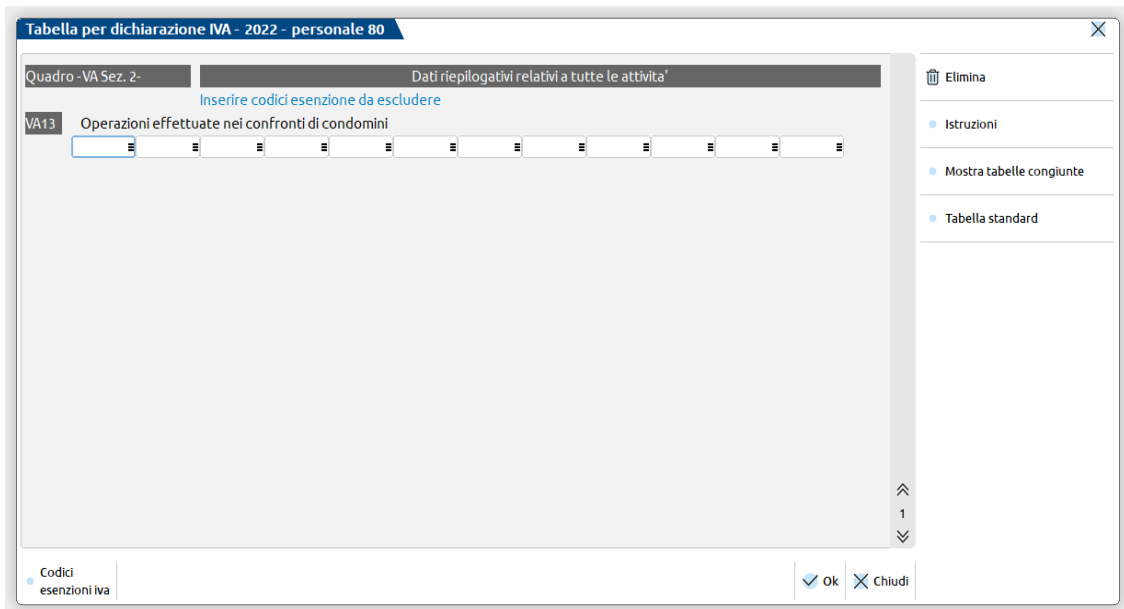 Tabella per dichiarazione IVA - 2022 - personale 80
Quadro -VA Sez. 2-
Dati riepilogativi relativi a tutte le attivita'
Inserire codici esenzione da escludere
VA13 Operazioni effettuate nei confronti di condomini
Elimina
Istruzioni
Mostra tabelle congiunte
Tabella standard
1
Codici
esenzioni iva
Ok
Chiudi